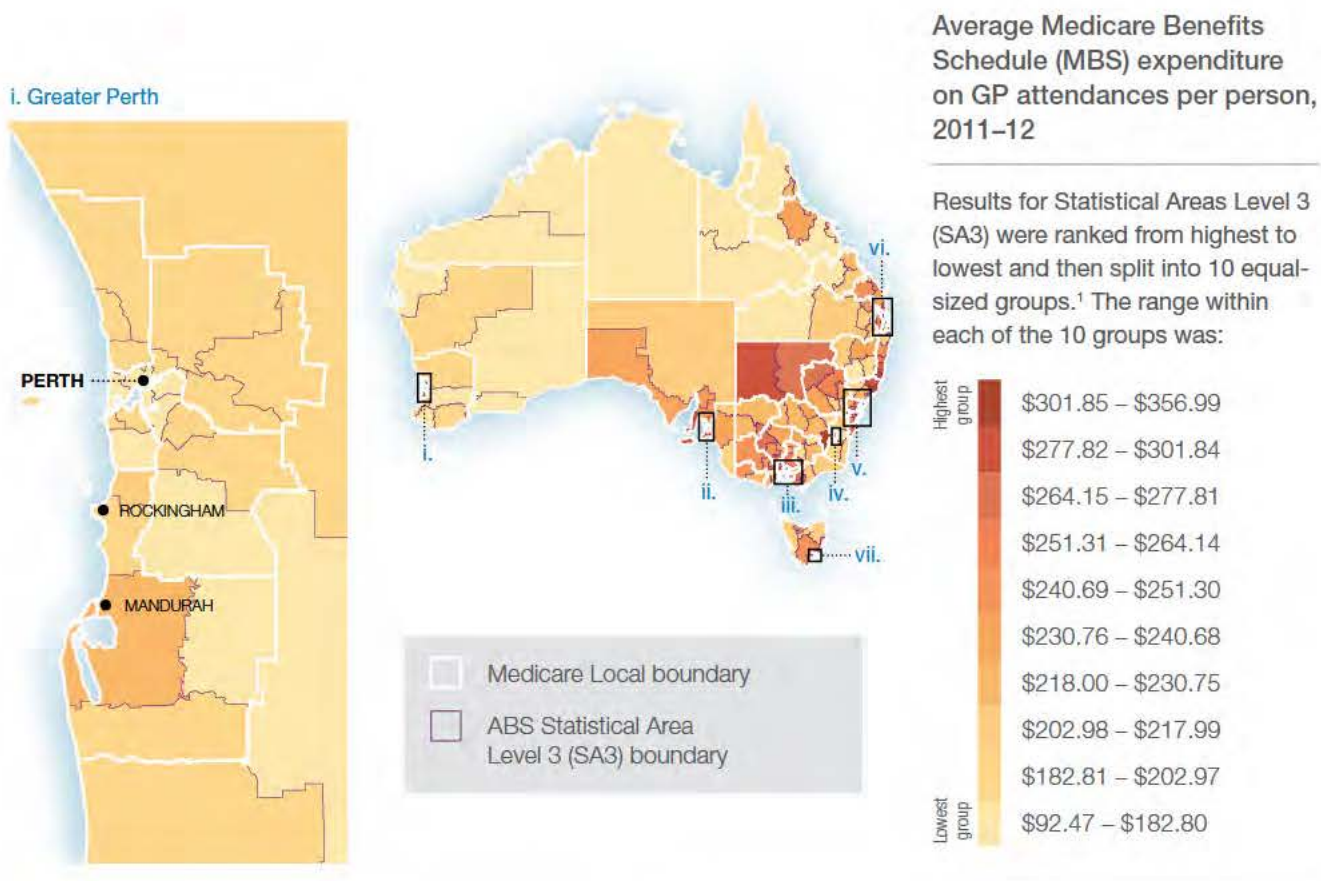 i. Greater Perth
PERTH
ROCKINGHAM
MANDURAH
i.
ii.
iii.
iv.
v.
vi.
vii.
Medicare Local boundary
ABS Statistical Area
Level 3 (SA3) boundary
Average Medicare Benefits
Schedule (MBS) expenditure
on GP attendances per person,
2011–12
Results for Statistical Areas Level 3
(SA3) were ranked from highest to
lowest and then split into 10 equal-
sized groups.¹ The range within
each of the 10 groups was:
Highest
group
$301.85 – $356.99
$277.82 – $301.84
$264.15 – $277.81
$251.31 – $264.14
$240.69 – $251.30
$230.76 – $240.68
$218.00 – $230.75
$202.98 – $217.99
$182.81 – $202.97
$92.47 – $182.80
Lowest
group